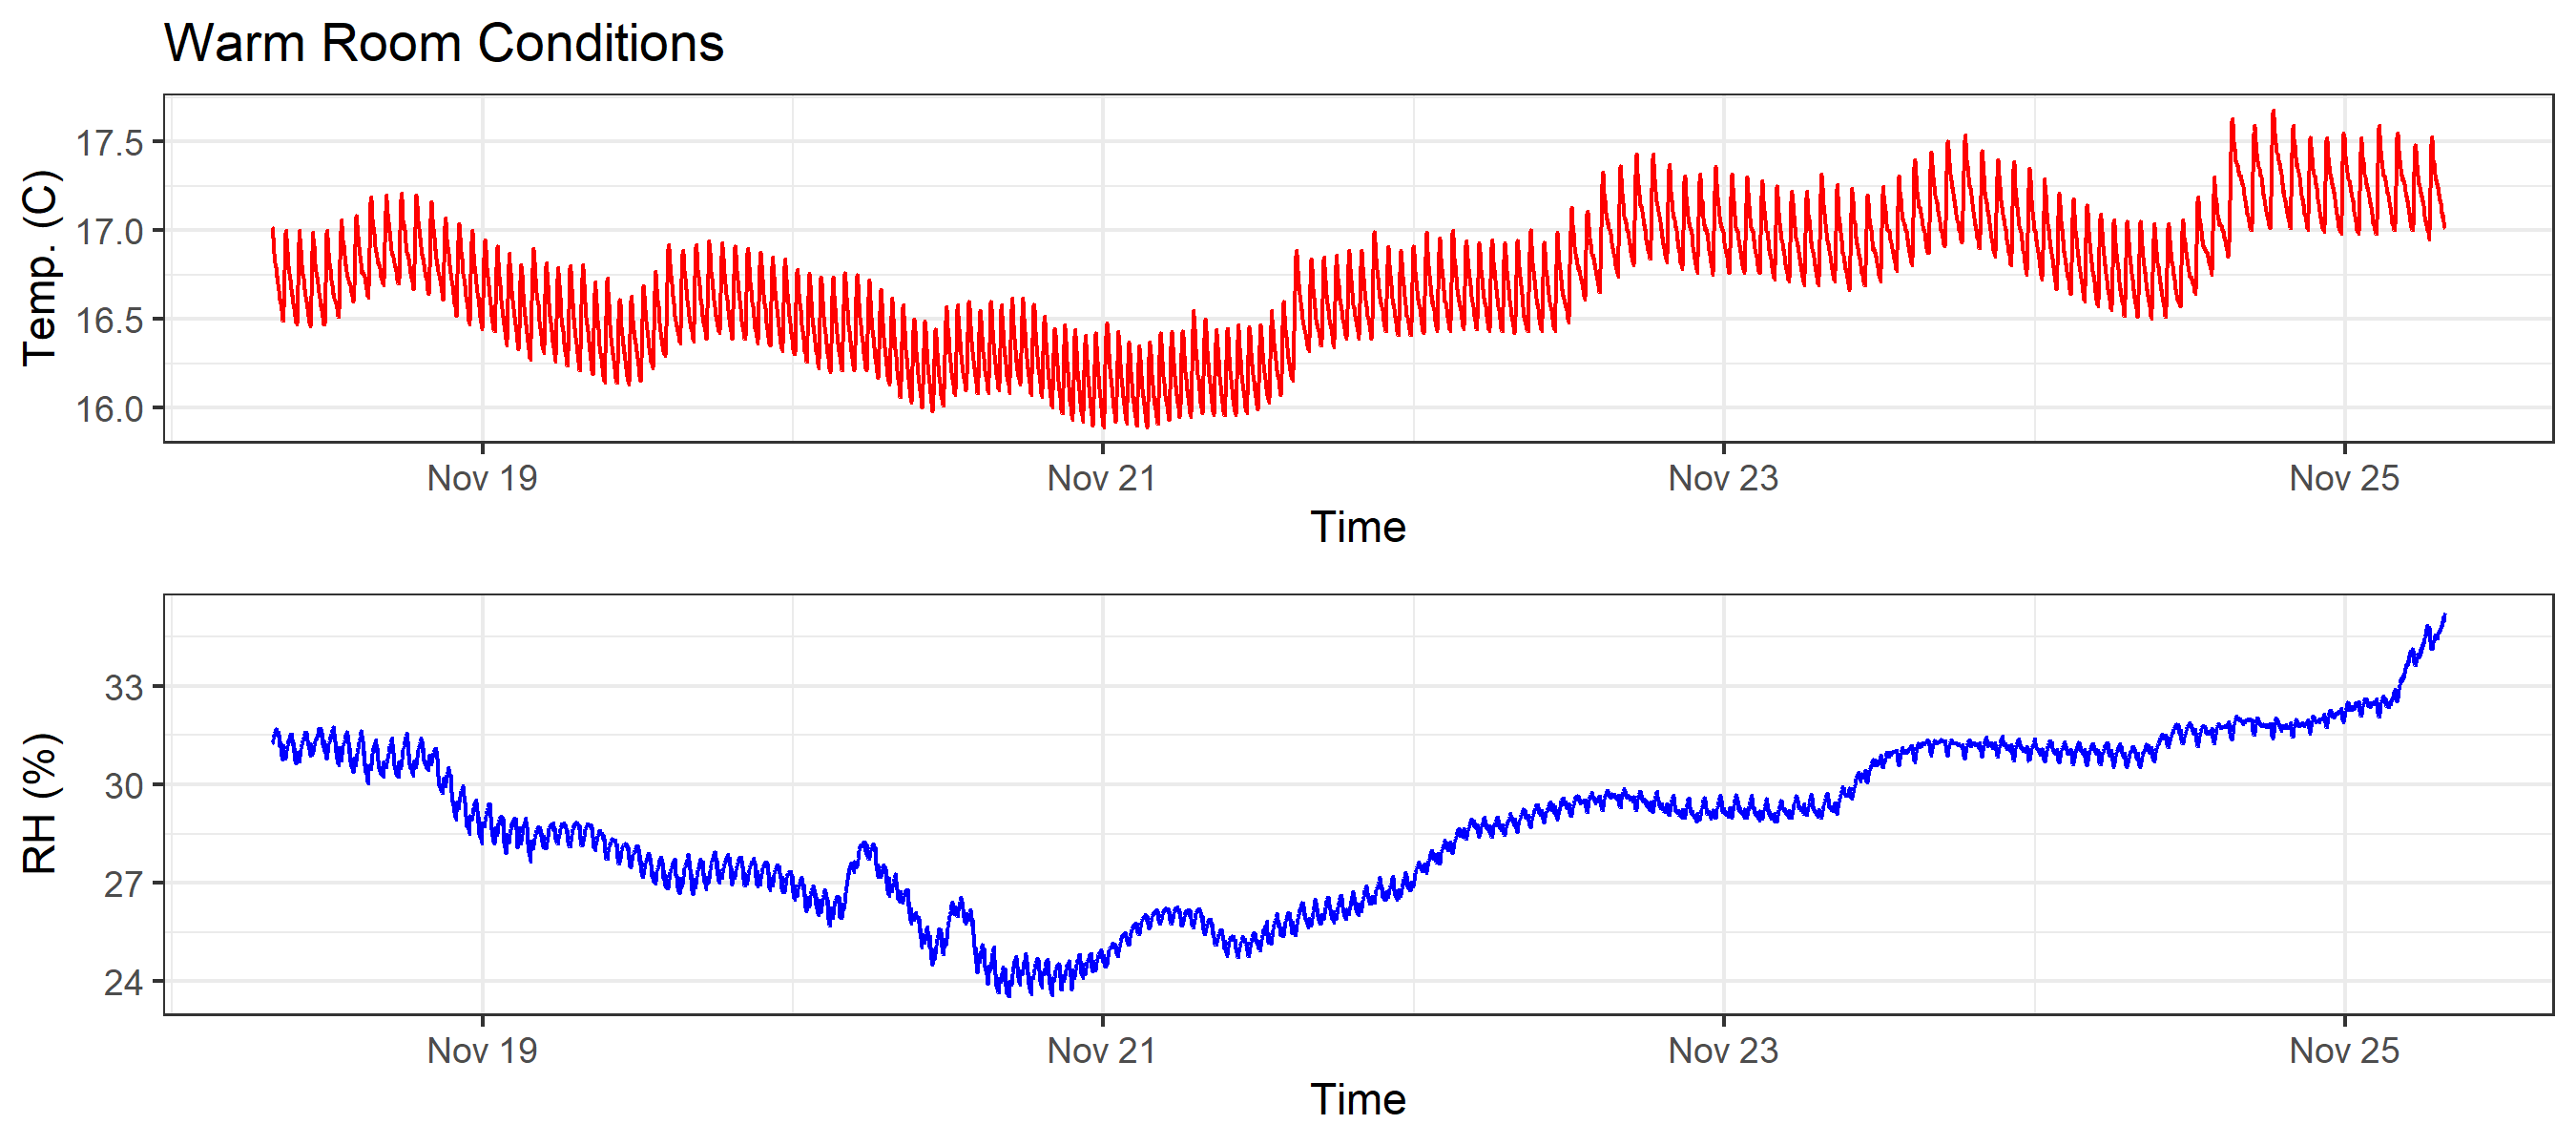 Warm Room Conditions
Temp. (C)
17.5
17.0
16.5
16.0
Nov 19 Nov 21 Nov 23 Nov 25
Time
RH (%)
33
30
27
24
Nov 19 Nov 21 Nov 23 Nov 25
Time